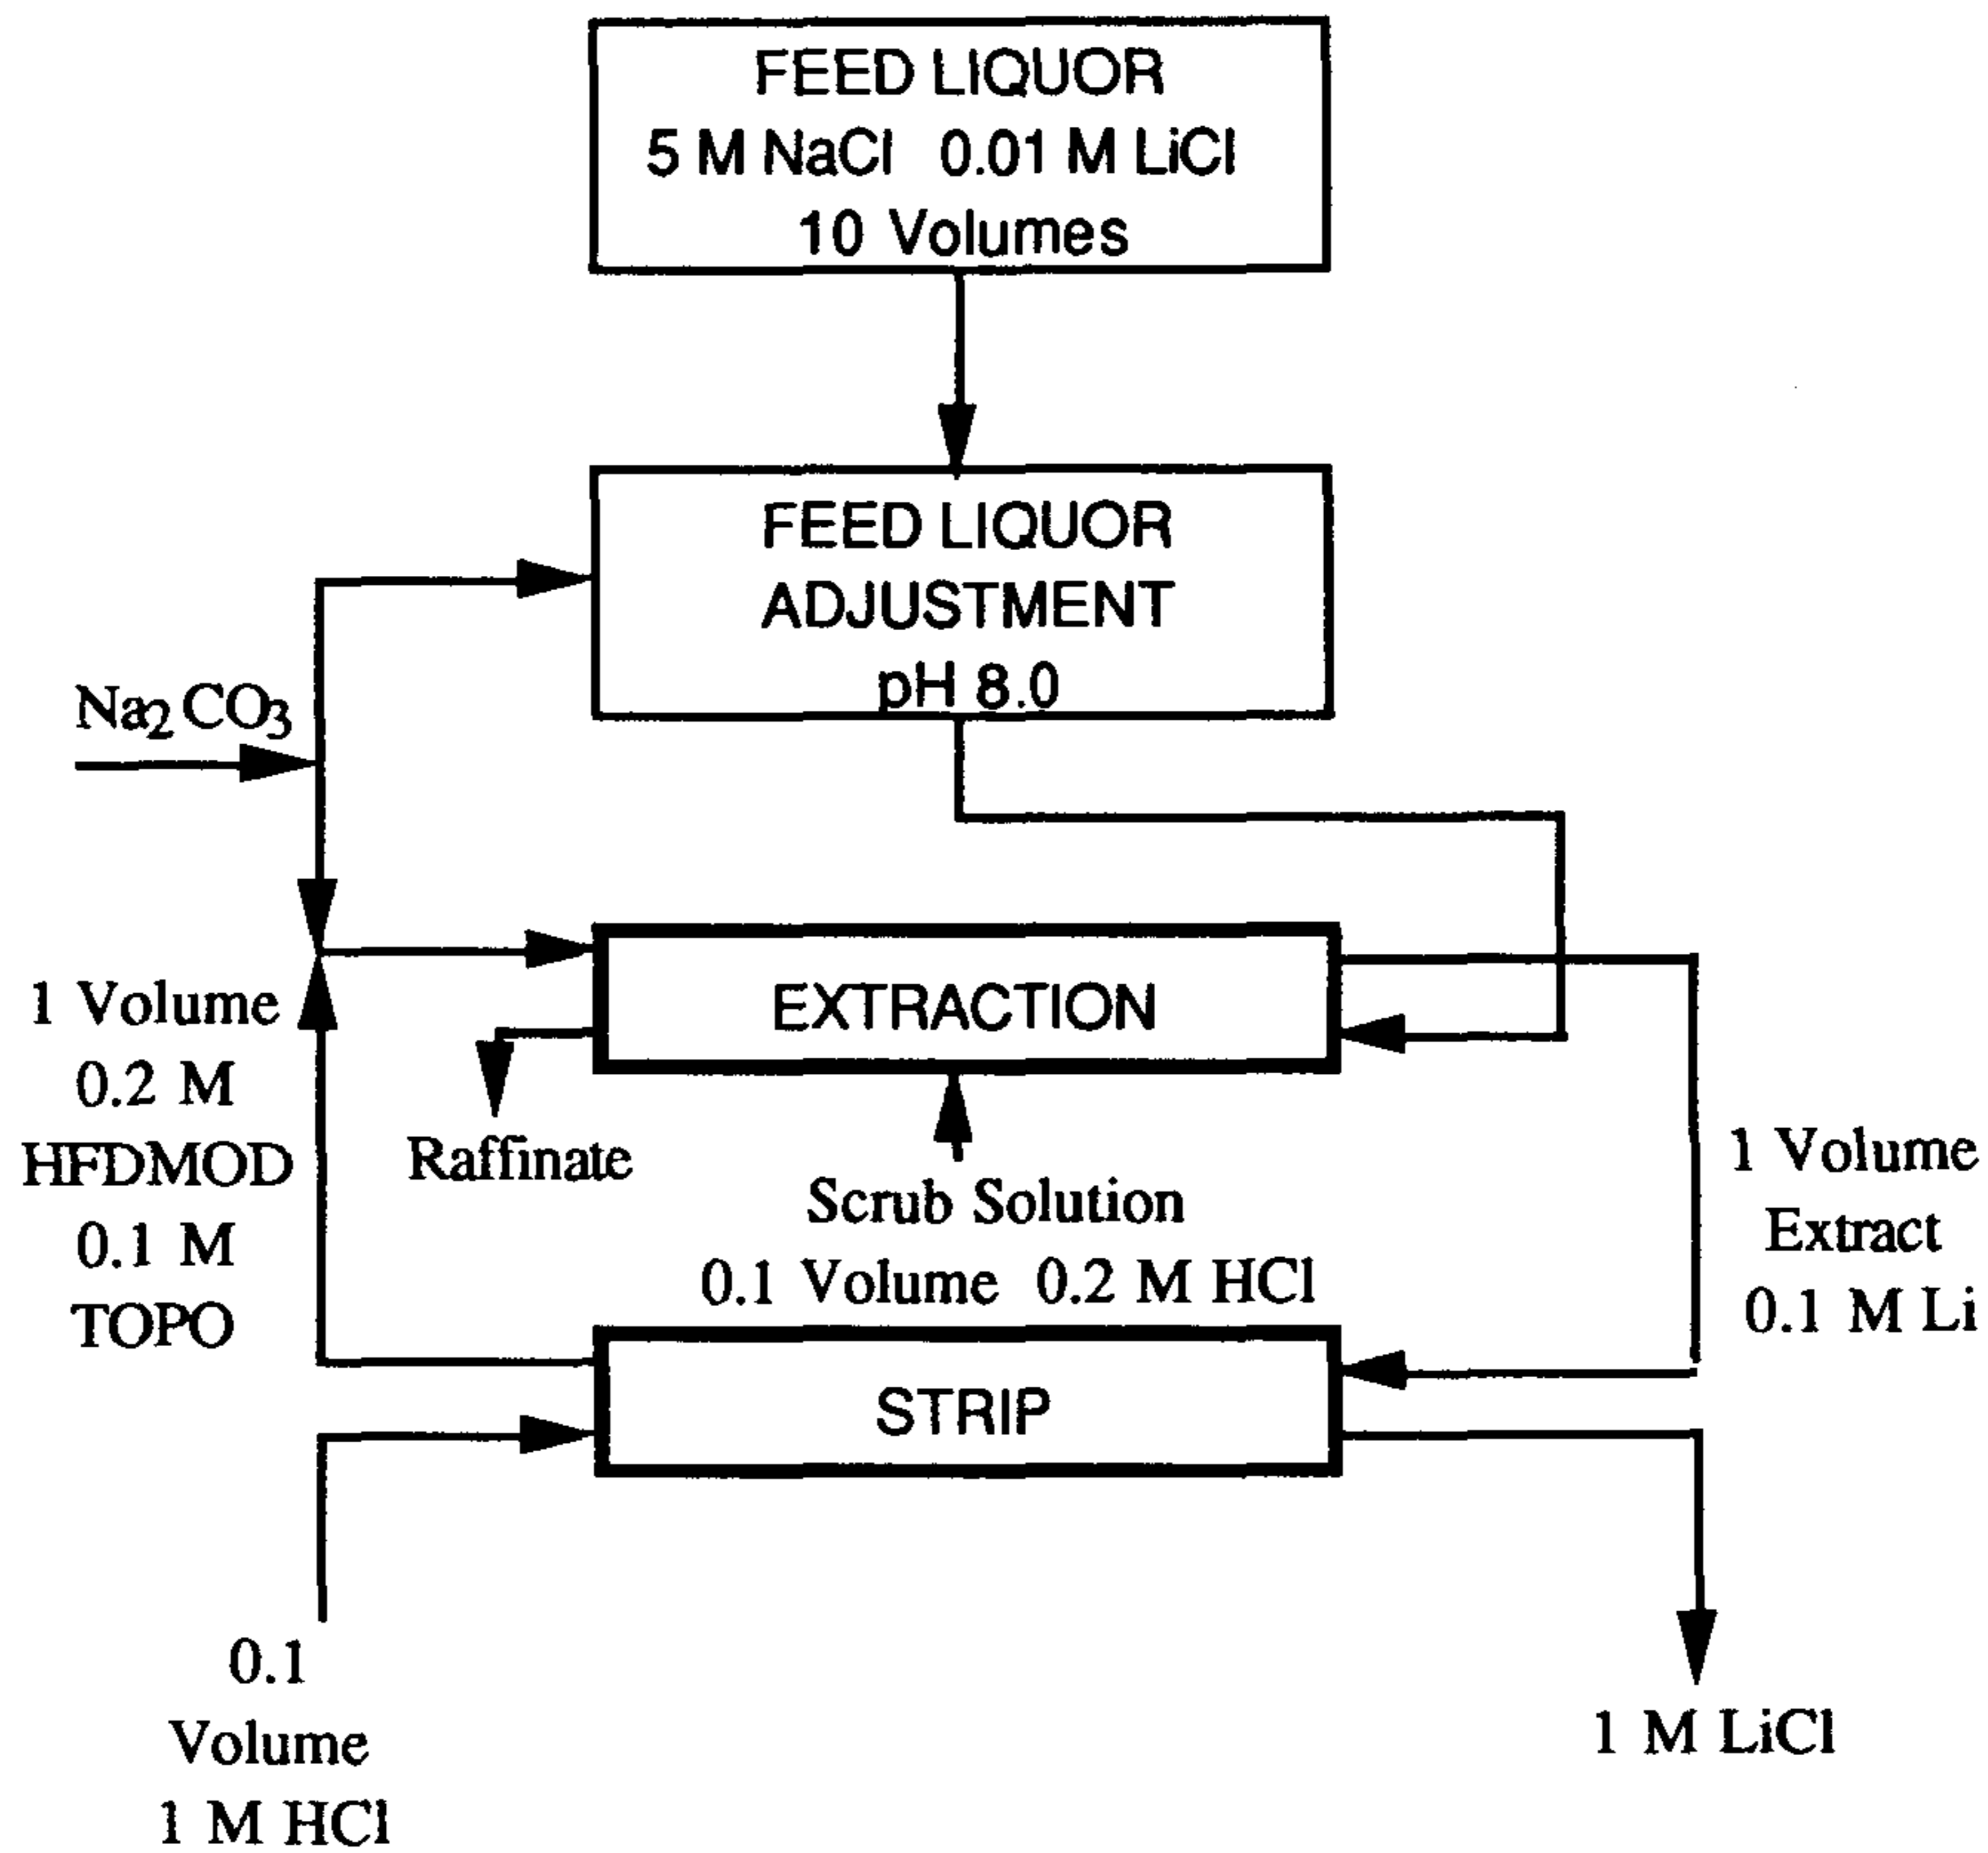 FEED LIQUOR
5 M NaCl 0.01 M LiCl
10 Volumes
FEED LIQUOR
ADJUSTMENT
pH 8.0
Na2 CO3
EXTRACTION
1 Volume
0.2 M
HFDMOD
0.1 M
TOPO
Raffinate
Scrub Solution
0.1 Volume 0.2 M HCl
1 Volume
Extract
0.1 M Li
STRIP
0.1
Volume
1 M HCl
1 M LiCl